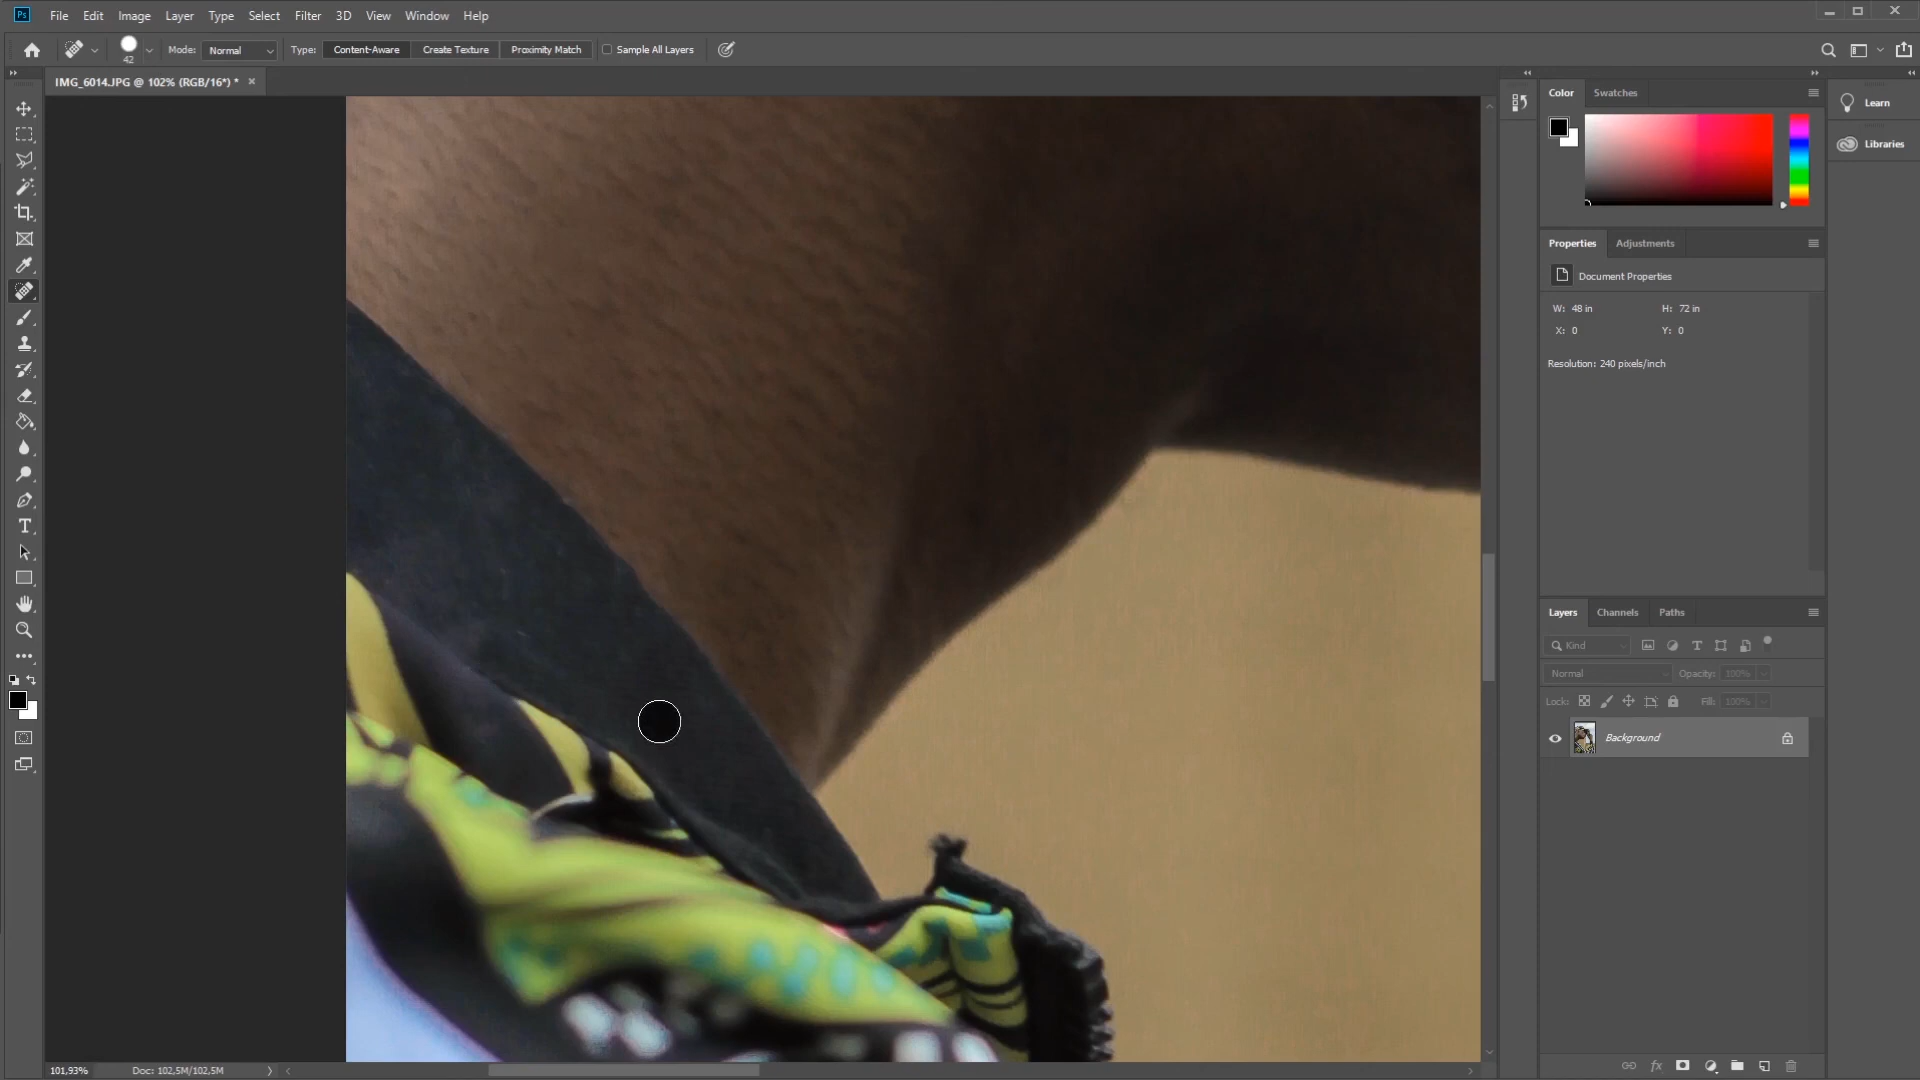 Ps File Edit Image Layer Type Select Filter 3D View Window Help
42 Mode: Normal Type: Content-Aware Create Texture Proximity Match Sample All Layers
IMG_6014.JPG @ 102% (RGB/16*) * ×
Color Swatches
Learn
Libraries
Properties Adjustments
Document Properties
W: 48 in H: 72 in
X: 0 Y: 0
Resolution: 240 pixels/inch
Layers Channels Paths
Kind
Normal Opacity: 100%
Lock: Fill: 100%
Background
101,93% Doc: 102,5M/102,5M